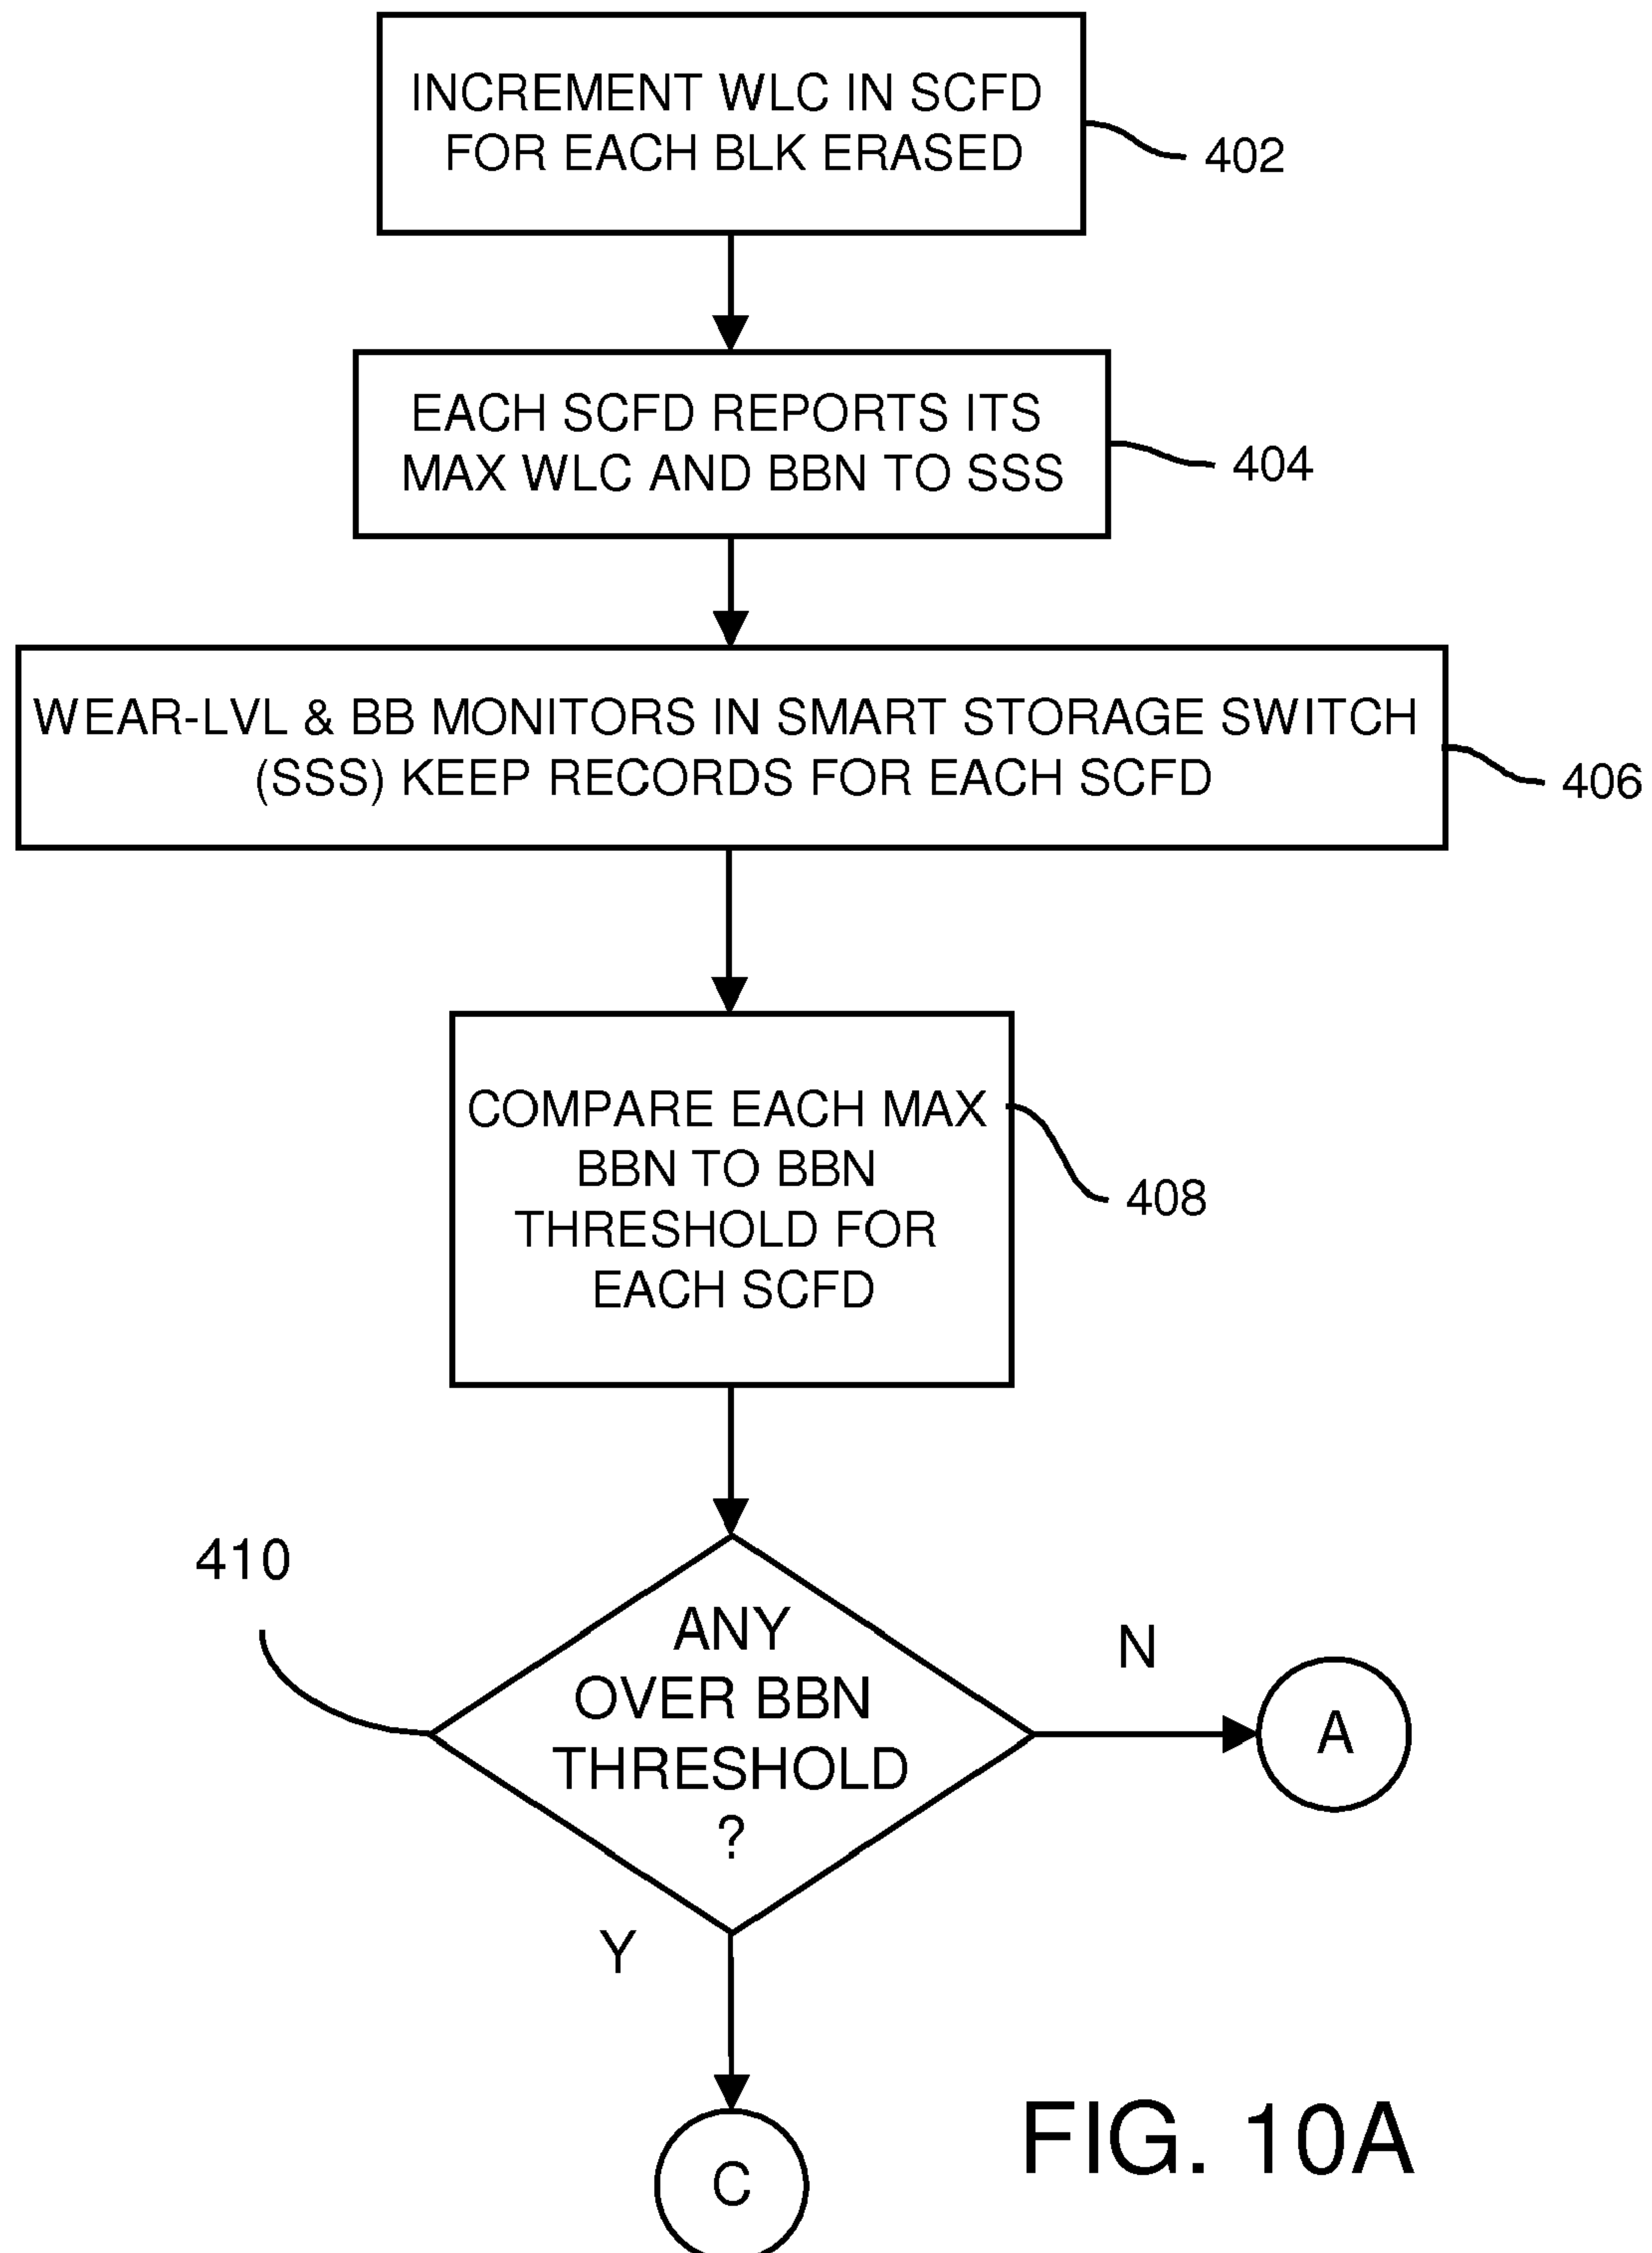 INCREMENT WLC IN SCFD
FOR EACH BLK ERASED
402
EACH SCFD REPORTS ITS
MAX WLC AND BBN TO SSS
404
WEAR-LVL & BB MONITORS IN SMART STORAGE SWITCH
(SSS) KEEP RECORDS FOR EACH SCFD
406
COMPARE EACH MAX
BBN TO BBN
THRESHOLD FOR
EACH SCFD
408
410
ANY
OVER BBN
THRESHOLD
?
N
A
Y
C
FIG. 10A